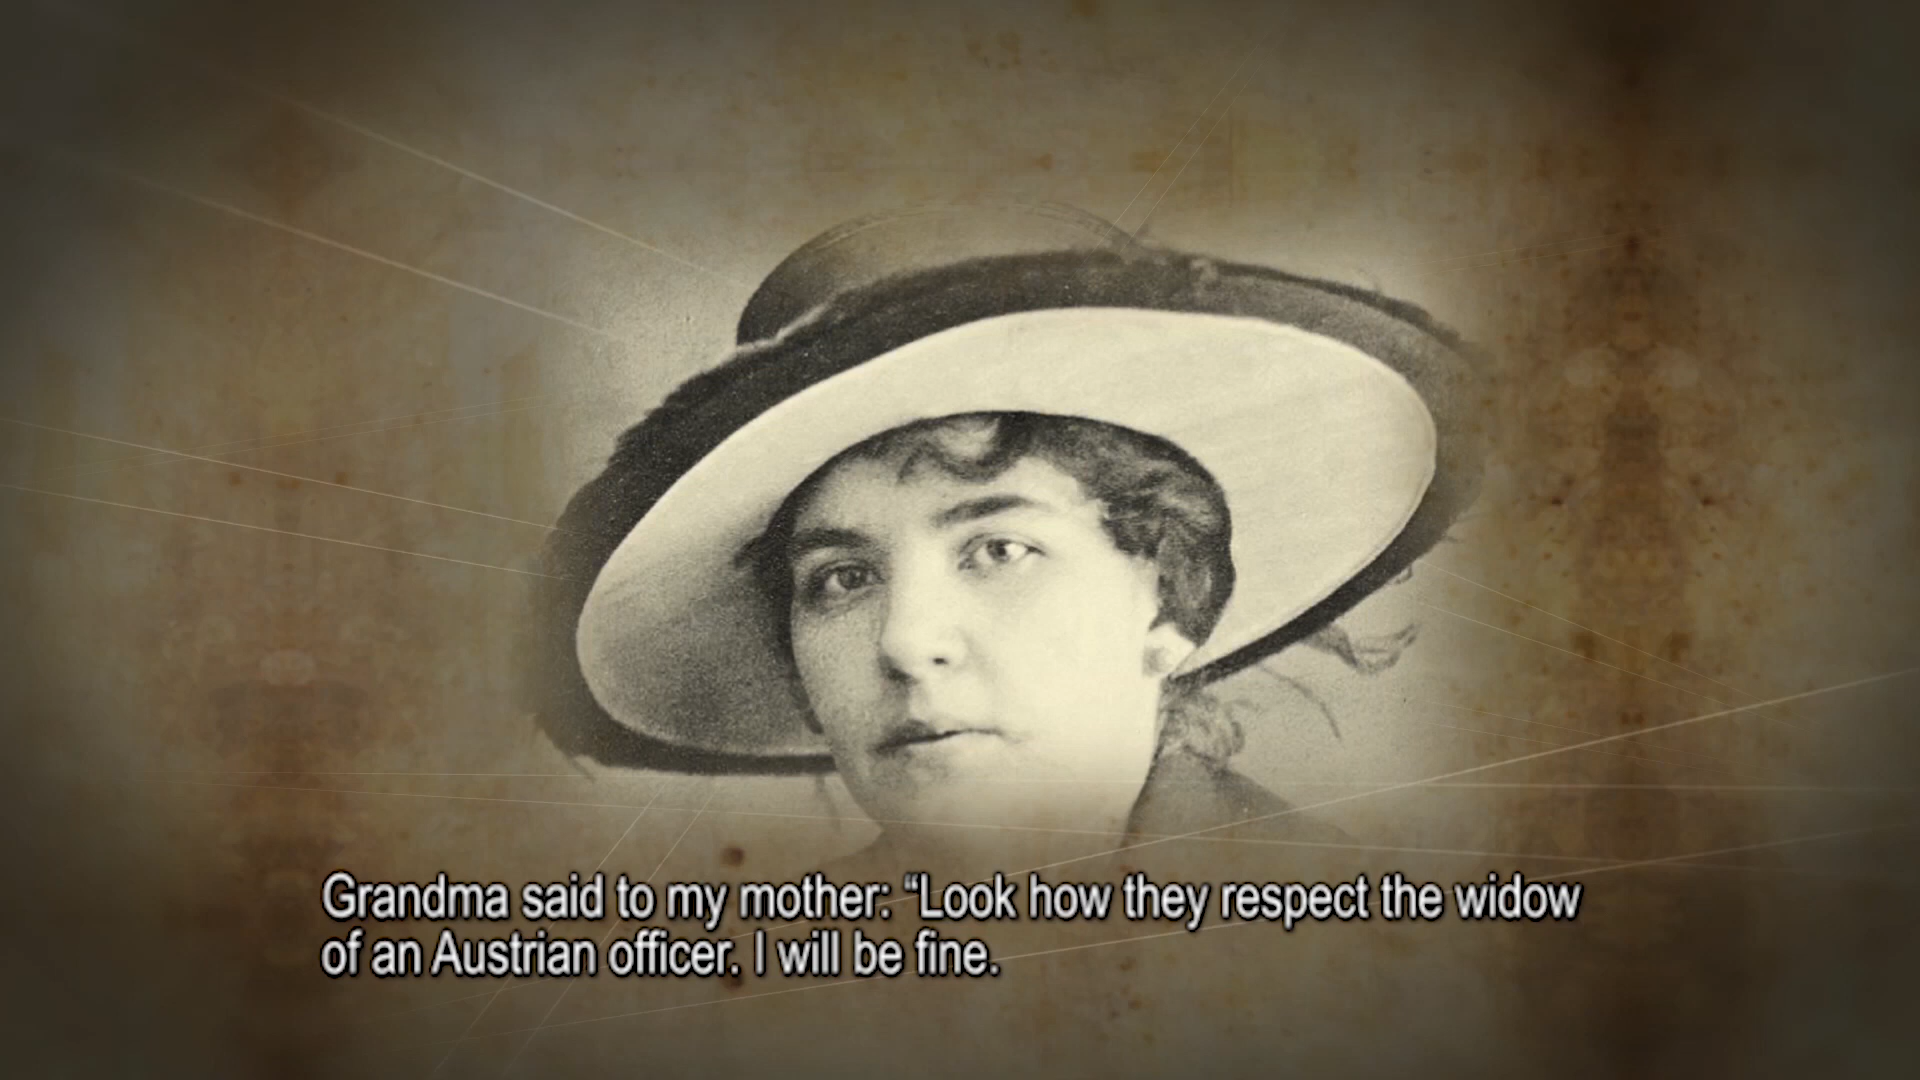 Grandma said to my mother: “Look how they respect the widow
of an Austrian officer. I will be fine.